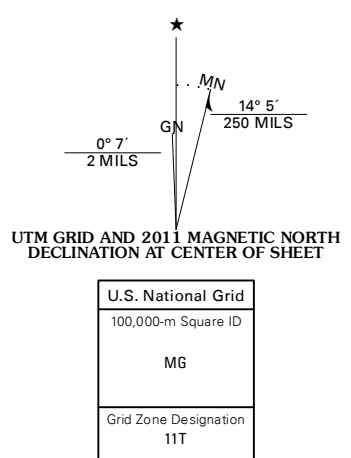 MN
14° 5´
250 MILS
GN
0° 7´
2 MILS
UTM GRID AND 2011 MAGNETIC NORTH
DECLINATION AT CENTER OF SHEET
U.S. National Grid
100,000-m Square ID
MG
Grid Zone Designation
11T